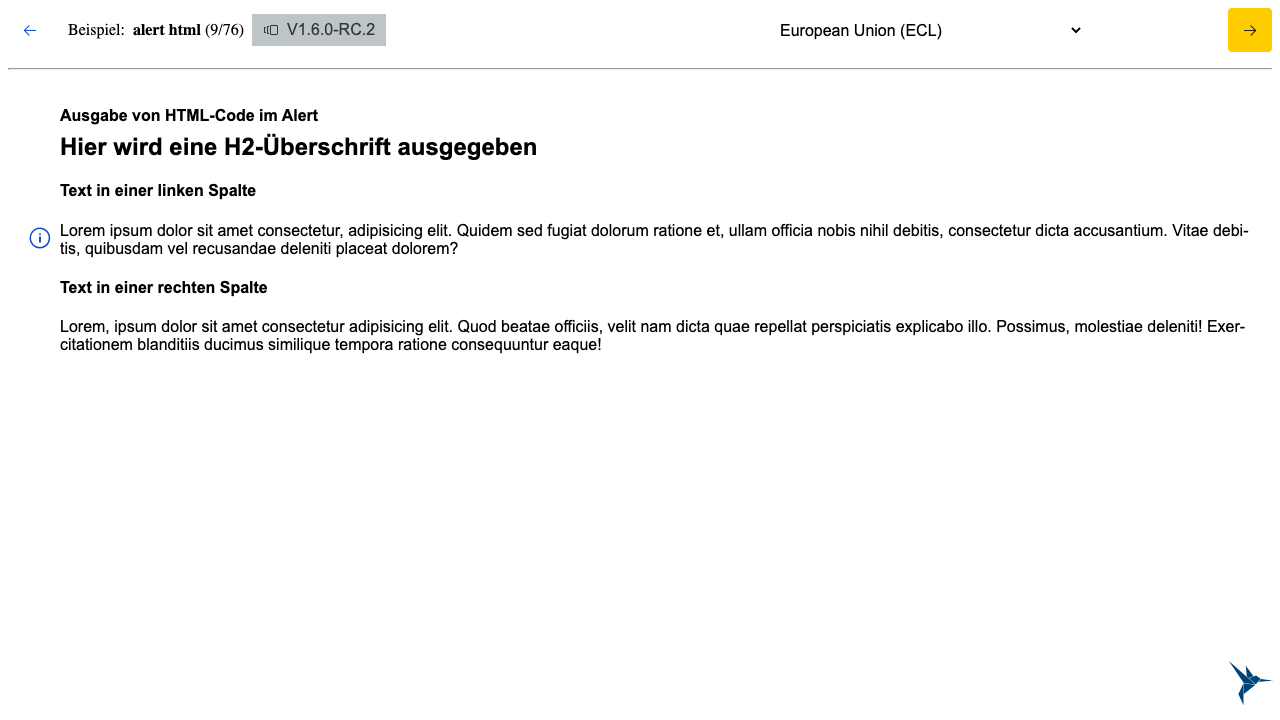 Beispiel: alert html (9/76) V1.6.0-RC.2 European Union (ECL)
Ausgabe von HTML-Code im Alert
Hier wird eine H2-Überschrift ausgegeben
Text in einer linken Spalte
Lorem ipsum dolor sit amet consectetur, adipisicing elit. Quidem sed fugiat dolorum ratione et, ullam officia nobis nihil debitis, consectetur dicta accusantium. Vitae debi-
tis, quibusdam vel recusandae deleniti placeat dolorem?
Text in einer rechten Spalte
Lorem, ipsum dolor sit amet consectetur adipisicing elit. Quod beatae officiis, velit nam dicta quae repellat perspiciatis explicabo illo. Possimus, molestiae deleniti! Exer-
citationem blanditiis ducimus similique tempora ratione consequuntur eaque!